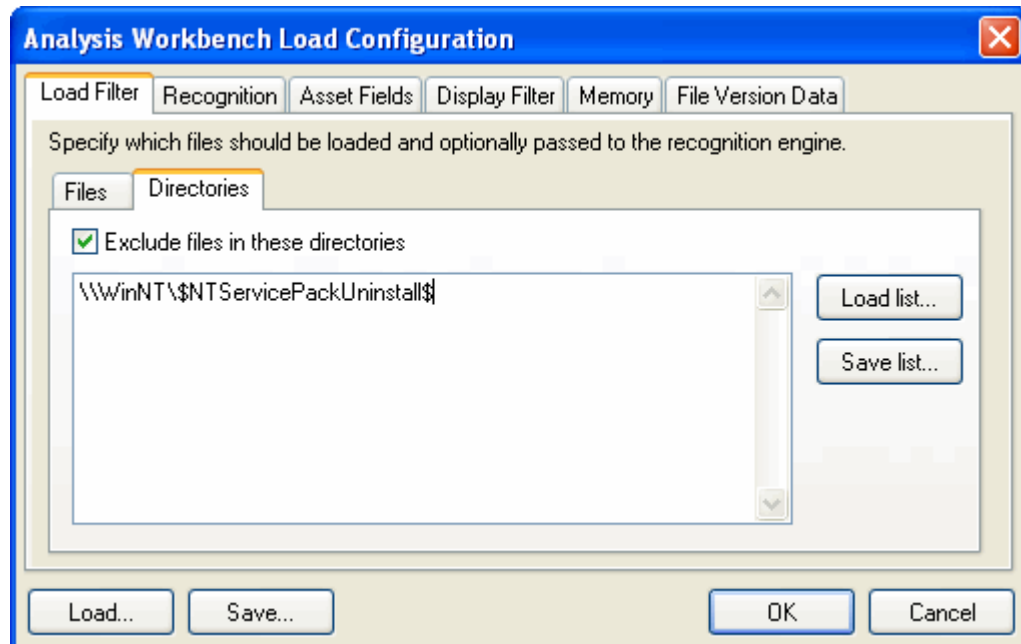 Analysis Workbench Load Configuration
Load Filter Recognition Asset Fields Display Filter Memory File Version Data
Specify which files should be loaded and optionally passed to the recognition engine.
Files Directories
Exclude files in these directories
\\WinNT\$NTServicePackUninstall$
Load list...
Save list...
Load... Save... OK Cancel